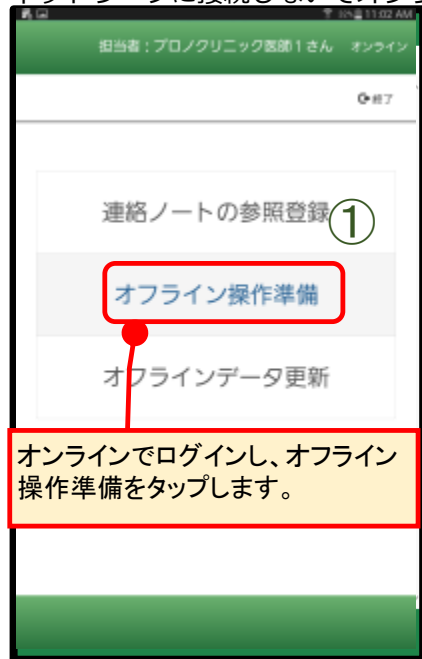 11:02 AM
担当者:プロノクリニック医師1さん オンライン
終了
連絡ノートの参照登録
①
オフライン操作準備
オフラインデータ更新
オンラインでログインし、オフライン
操作準備をタップします。